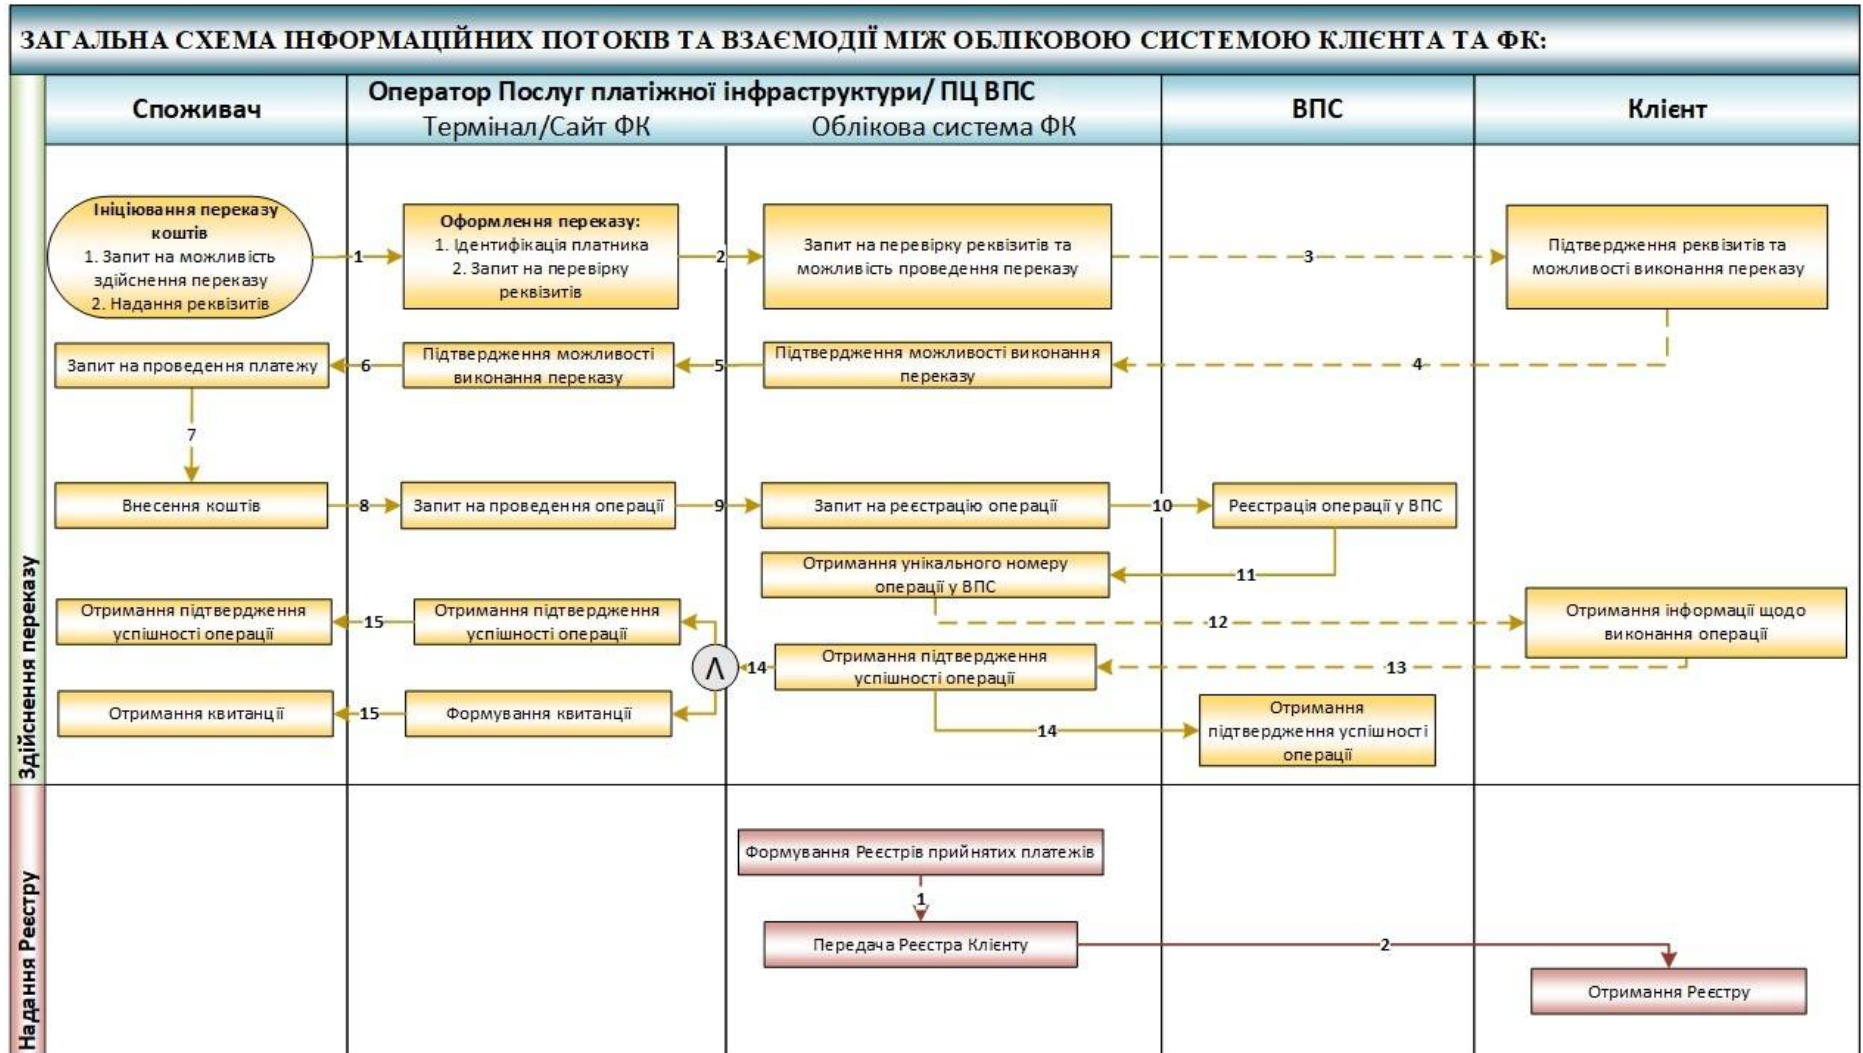 ЗАГАЛЬНА СХЕМА ІНФОРМАЦІЙНИХ ПОТОКІВ ТА ВЗАЄМОДІЇ МІЖ ОБЛІКОВОЮ СИСТЕМОЮ КЛІЄНТА ТА ФК:
Споживач
Оператор Послуг платіжної інфраструктури/ ПЦ ВПС
Термінал/Сайт ФК
Облікова система ФК
ВПС
Клієнт
Здійснення переказу
Ініціювання переказу
коштів
1. Запит на можливість
здійснення переказу
2. Надання реквізитів
1
Оформлення переказу:
1. Ідентифікація платника
2. Запит на перевірку
реквізитів
2
Запит на перевірку реквізитів та
можливість проведення переказу
3
Підтвердження реквізитів та
можливості виконання переказу
Запит на проведення платежу
6
Підтвердження можливості
виконання переказу
5
Підтвердження можливості виконання
переказу
4
7
Внесення коштів
8
Запит на проведення операції
9
Запит на реєстрацію операції
10
Реєстрація операції у ВПС
Отримання унікального номеру
операції у ВПС
11
12
Отримання інформації щодо
виконання операції
Отримання підтвердження
успішності операції
15
Отримання підтвердження
успішності операції
Λ
14
Отримання підтвердження
успішності операції
13
Отримання квитанції
15
Формування квитанції
14
Отримання
підтвердження успішності
операції
Надання Реєстру
Формування Реєстрів прийнятих платежів
1
Передача Реєстра Клієнту
2
Отримання Реєстру